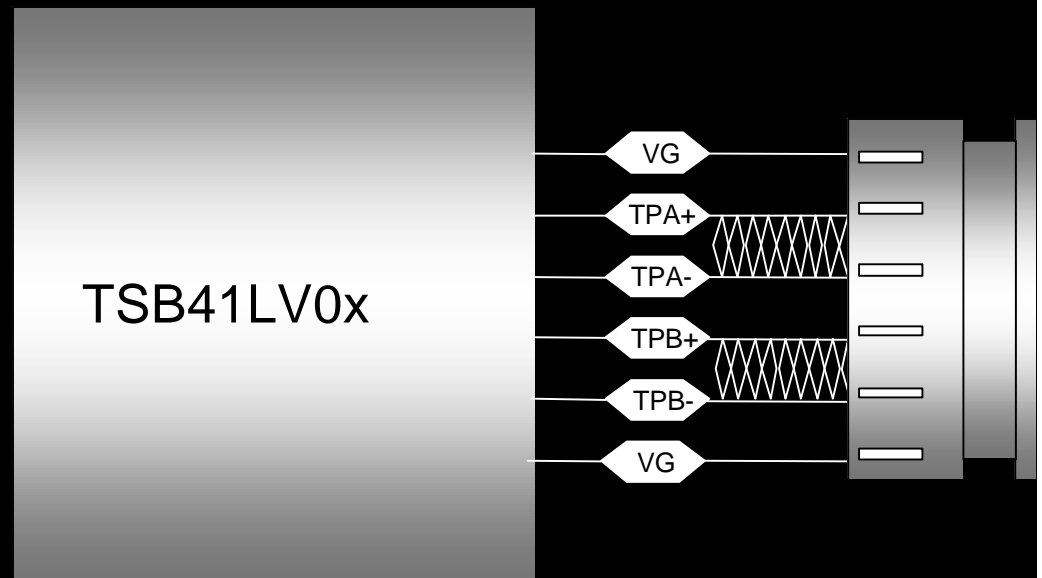 VG
TPA+
TPA-
TSB41LV0x
TPB+
TPB-
VG